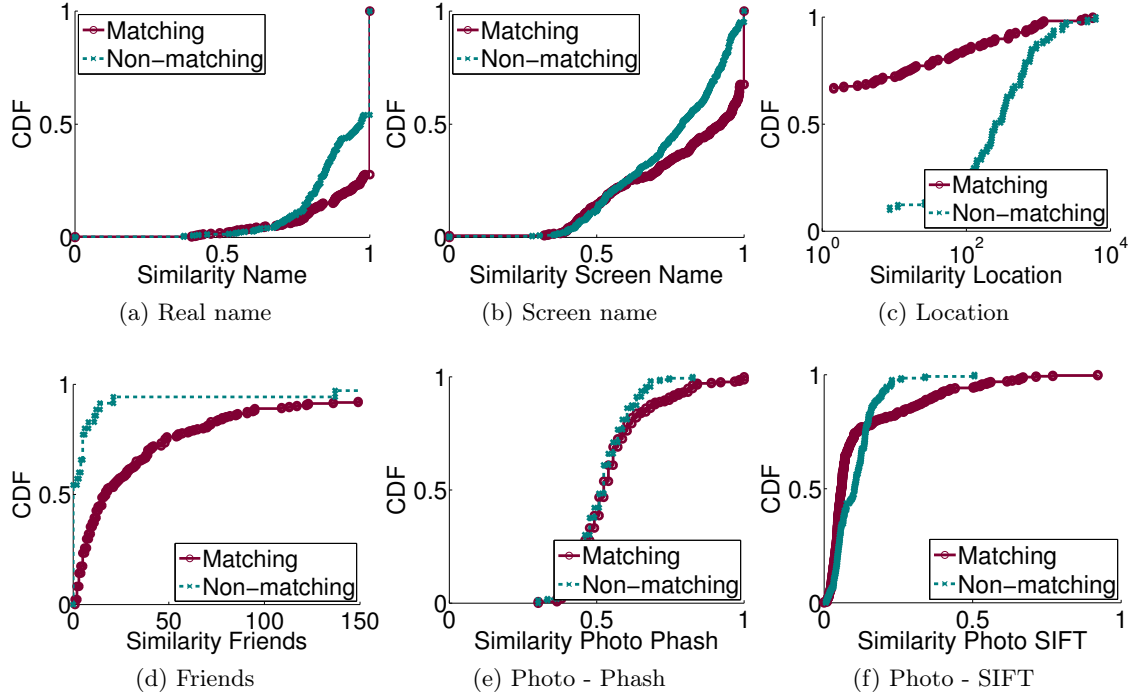 1
Matching
Non−matching
CDF
0.5
0
0.5
1
Similarity Name
(a) Real name
1
Matching
Non−matching
CDF
0.5
0
0.5
1
Similarity Screen Name
(b) Screen name
1
CDF
0.5
Matching
Non−matching
0
10^0
10^2
10^4
Similarity Location
(c) Location
1
CDF
0.5
Matching
Non−matching
0
0
50
100
150
Similarity Friends
(d) Friends
1
CDF
0.5
Matching
Non−matching
0
0.5
1
Similarity Photo Phash
(e) Photo - Phash
1
CDF
0.5
Matching
Non−matching
0
0
0.5
1
Similarity Photo SIFT
(f) Photo - SIFT